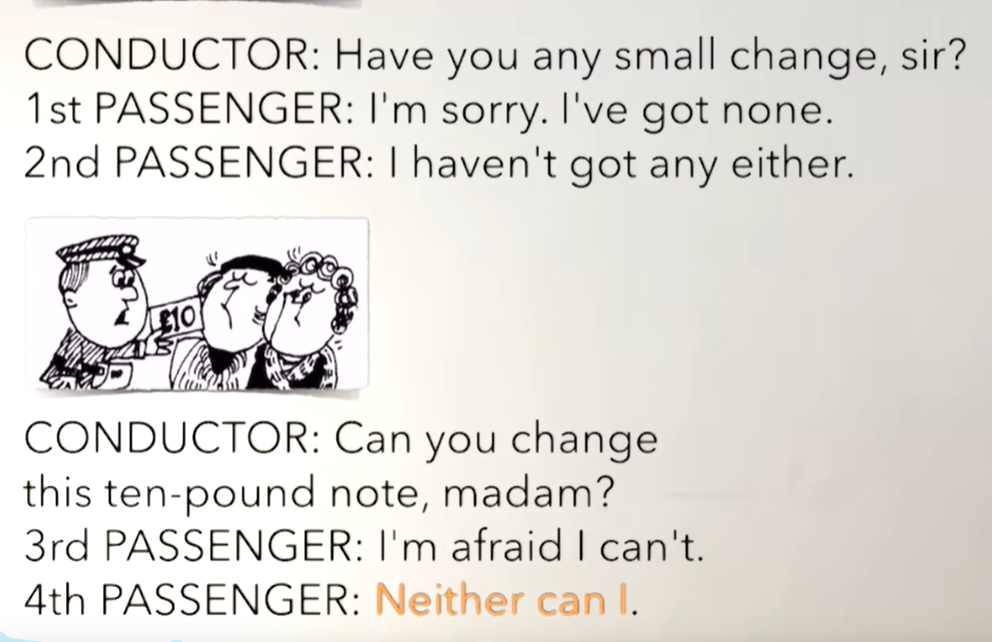 CONDUCTOR: Have you any small change, sir?
1st PASSENGER: I'm sorry. I've got none.
2nd PASSENGER: I haven't got any either.
£10
CONDUCTOR: Can you change
this ten-pound note, madam?
3rd PASSENGER: I'm afraid I can't.
4th PASSENGER: Neither can I.